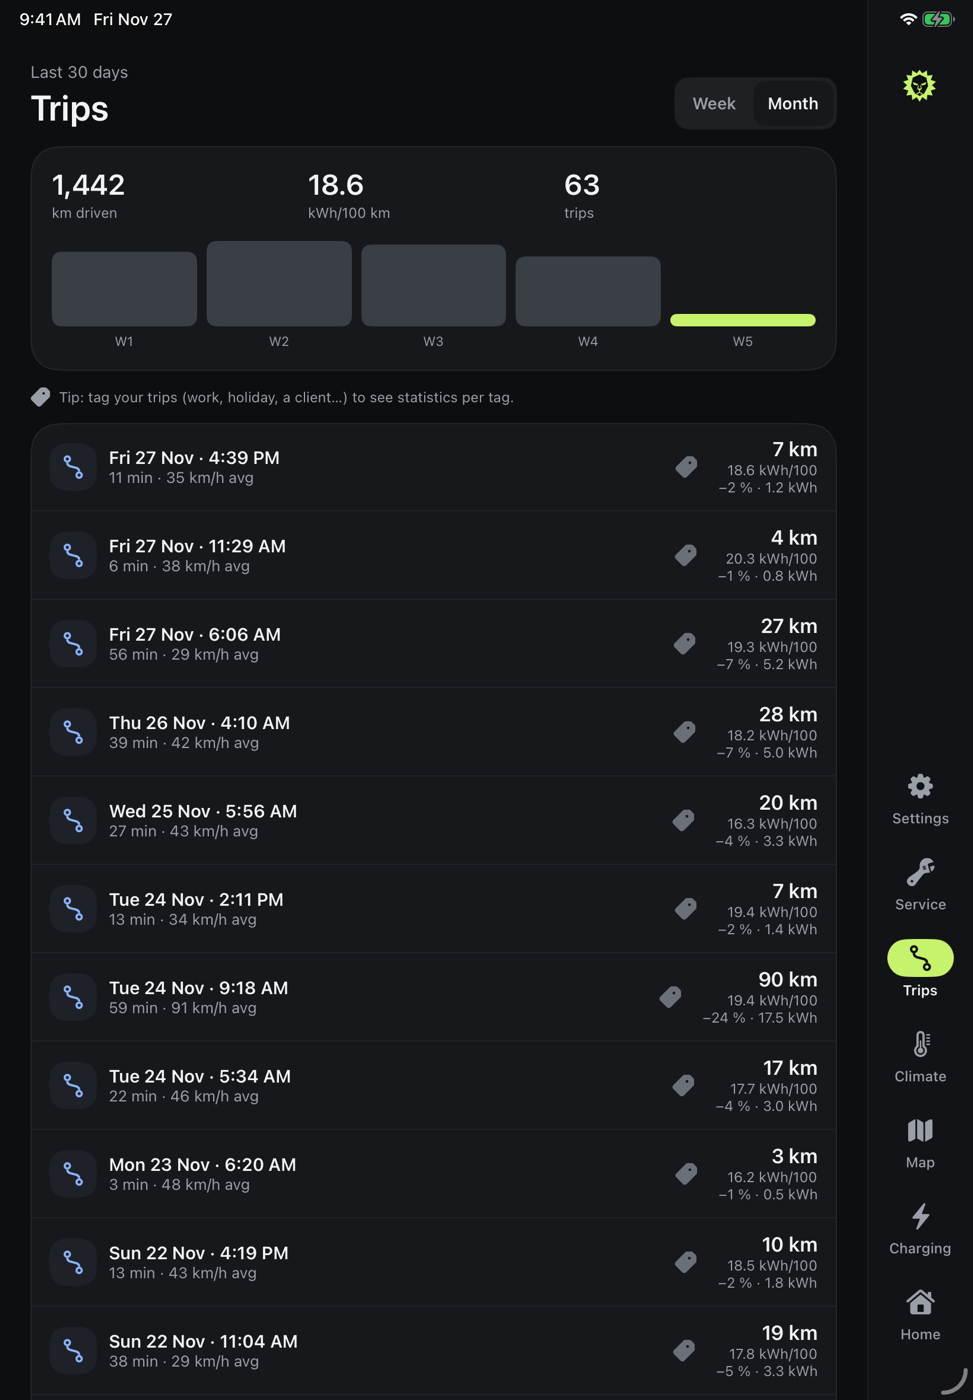 9:41 AM Fri Nov 27
Last 30 days
Trips
Week Month
1,442 18.6 63
km driven kWh/100 km trips
W1 W2 W3 W4 W5
Tip: tag your trips (work, holiday, a client...) to see statistics per tag.
Fri 27 Nov · 4:39 PM
11 min · 35 km/h avg
7 km
18.6 kWh/100
−2 % · 1.2 kWh
Fri 27 Nov · 11:29 AM
6 min · 38 km/h avg
4 km
20.3 kWh/100
−1 % · 0.8 kWh
Fri 27 Nov · 6:06 AM
56 min · 29 km/h avg
27 km
19.3 kWh/100
−7 % · 5.2 kWh
Thu 26 Nov · 4:10 AM
39 min · 42 km/h avg
28 km
18.2 kWh/100
−7 % · 5.0 kWh
Wed 25 Nov · 5:56 AM
27 min · 43 km/h avg
20 km
16.3 kWh/100
−4 % · 3.3 kWh
Tue 24 Nov · 2:11 PM
13 min · 34 km/h avg
7 km
19.4 kWh/100
−2 % · 1.4 kWh
Tue 24 Nov · 9:18 AM
59 min · 91 km/h avg
90 km
19.4 kWh/100
−24 % · 17.5 kWh
Tue 24 Nov · 5:34 AM
22 min · 46 km/h avg
17 km
17.7 kWh/100
−4 % · 3.0 kWh
Mon 23 Nov · 6:20 AM
3 min · 48 km/h avg
3 km
16.2 kWh/100
−1 % · 0.5 kWh
Sun 22 Nov · 4:19 PM
13 min · 43 km/h avg
10 km
18.5 kWh/100
−2 % · 1.8 kWh
Sun 22 Nov · 11:04 AM
38 min · 29 km/h avg
19 km
17.8 kWh/100
−5 % · 3.3 kWh
Settings
Service
Trips
Climate
Map
Charging
Home